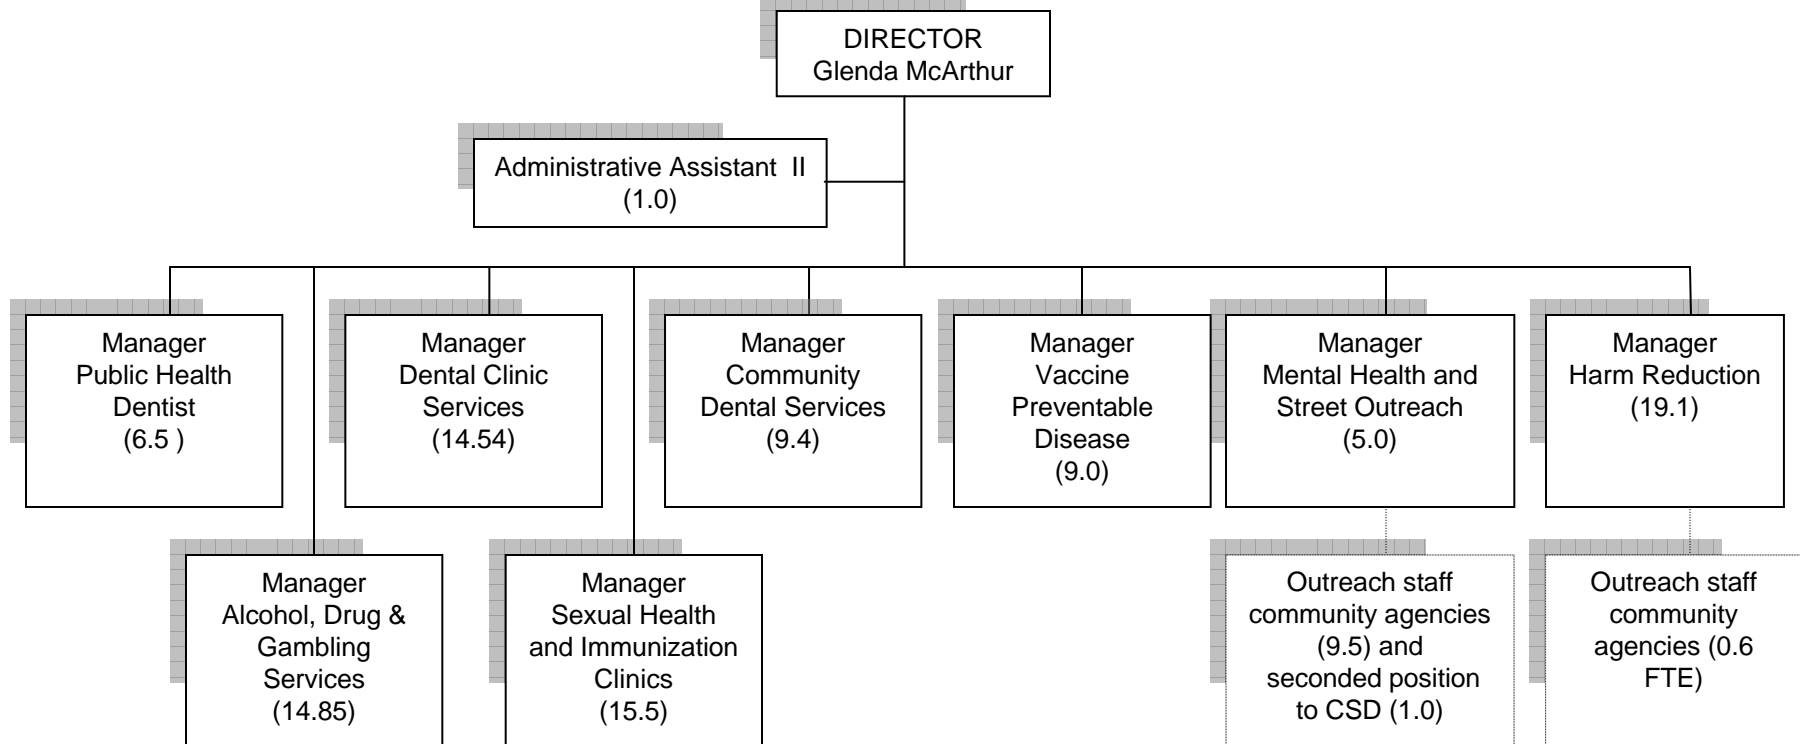 DIRECTOR
Glenda McArthur
Administrative Assistant  II
(1.0)
Manager
Public Health
Dentist
(6.5 )
Manager
Dental Clinic
Services
(14.54)
Manager
Community
Dental Services
(9.4)
Manager
Vaccine
Preventable
Disease
(9.0)
Manager
Mental Health and
Street Outreach
(5.0)
Manager
Harm Reduction
(19.1)
Manager
Alcohol, Drug &
Gambling
Services
(14.85)
Manager
Sexual Health
and Immunization
Clinics
(15.5)
Outreach staff
community agencies
(9.5) and
seconded position
to CSD (1.0)
Outreach staff
community
agencies (0.6
FTE)